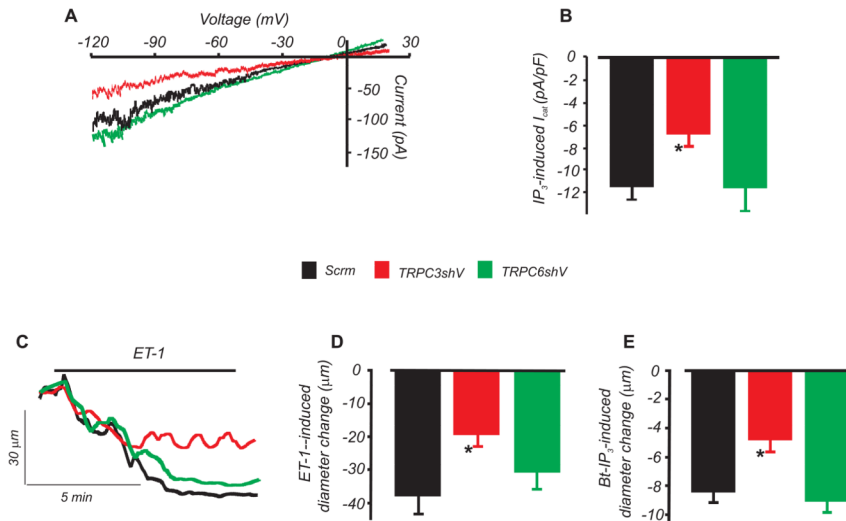 A
Voltage (mV)
-120 -90 -60 -30 0 30
-50
-100
-150
Current (pA)
B
0
-2
-4
-6
-8
-10
-12
IP3-induced Icat (pA/pF)
*
Scrm TRPC3shV TRPC6shV
C
ET-1
30 µm
5 min
D
0
-10
-20
-30
-40
ET-1--induced
diameter change (µm)
*
E
0
-2
-4
-6
-8
-10
Bt-IP3-induced
diameter change (µm)
*